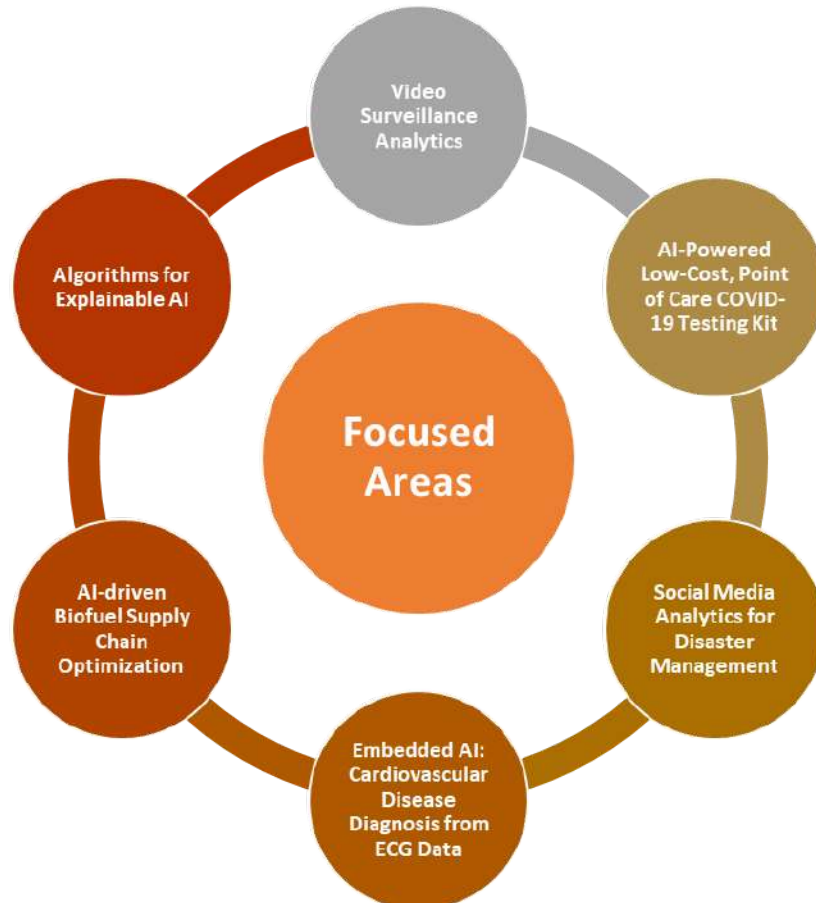 Video
Surveillance
Analytics
AI-Powered
Low-Cost, Point
of Care COVID-
19 Testing Kit
Social Media
Analytics for
Disaster
Management
Embedded AI:
Cardiovascular
Disease
Diagnosis from
ECG Data
AI-driven
Biofuel Supply
Chain
Optimization
Algorithms for
Explainable AI
Focused
Areas